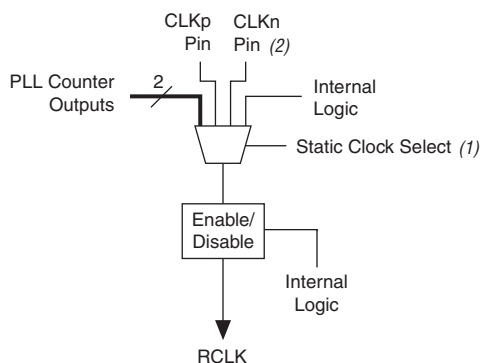 CLKp
Pin
CLKn
Pin (2)
PLL Counter
Outputs
2
Internal
Logic
Static Clock Select (1)
Enable/
Disable
Internal
Logic
RCLK